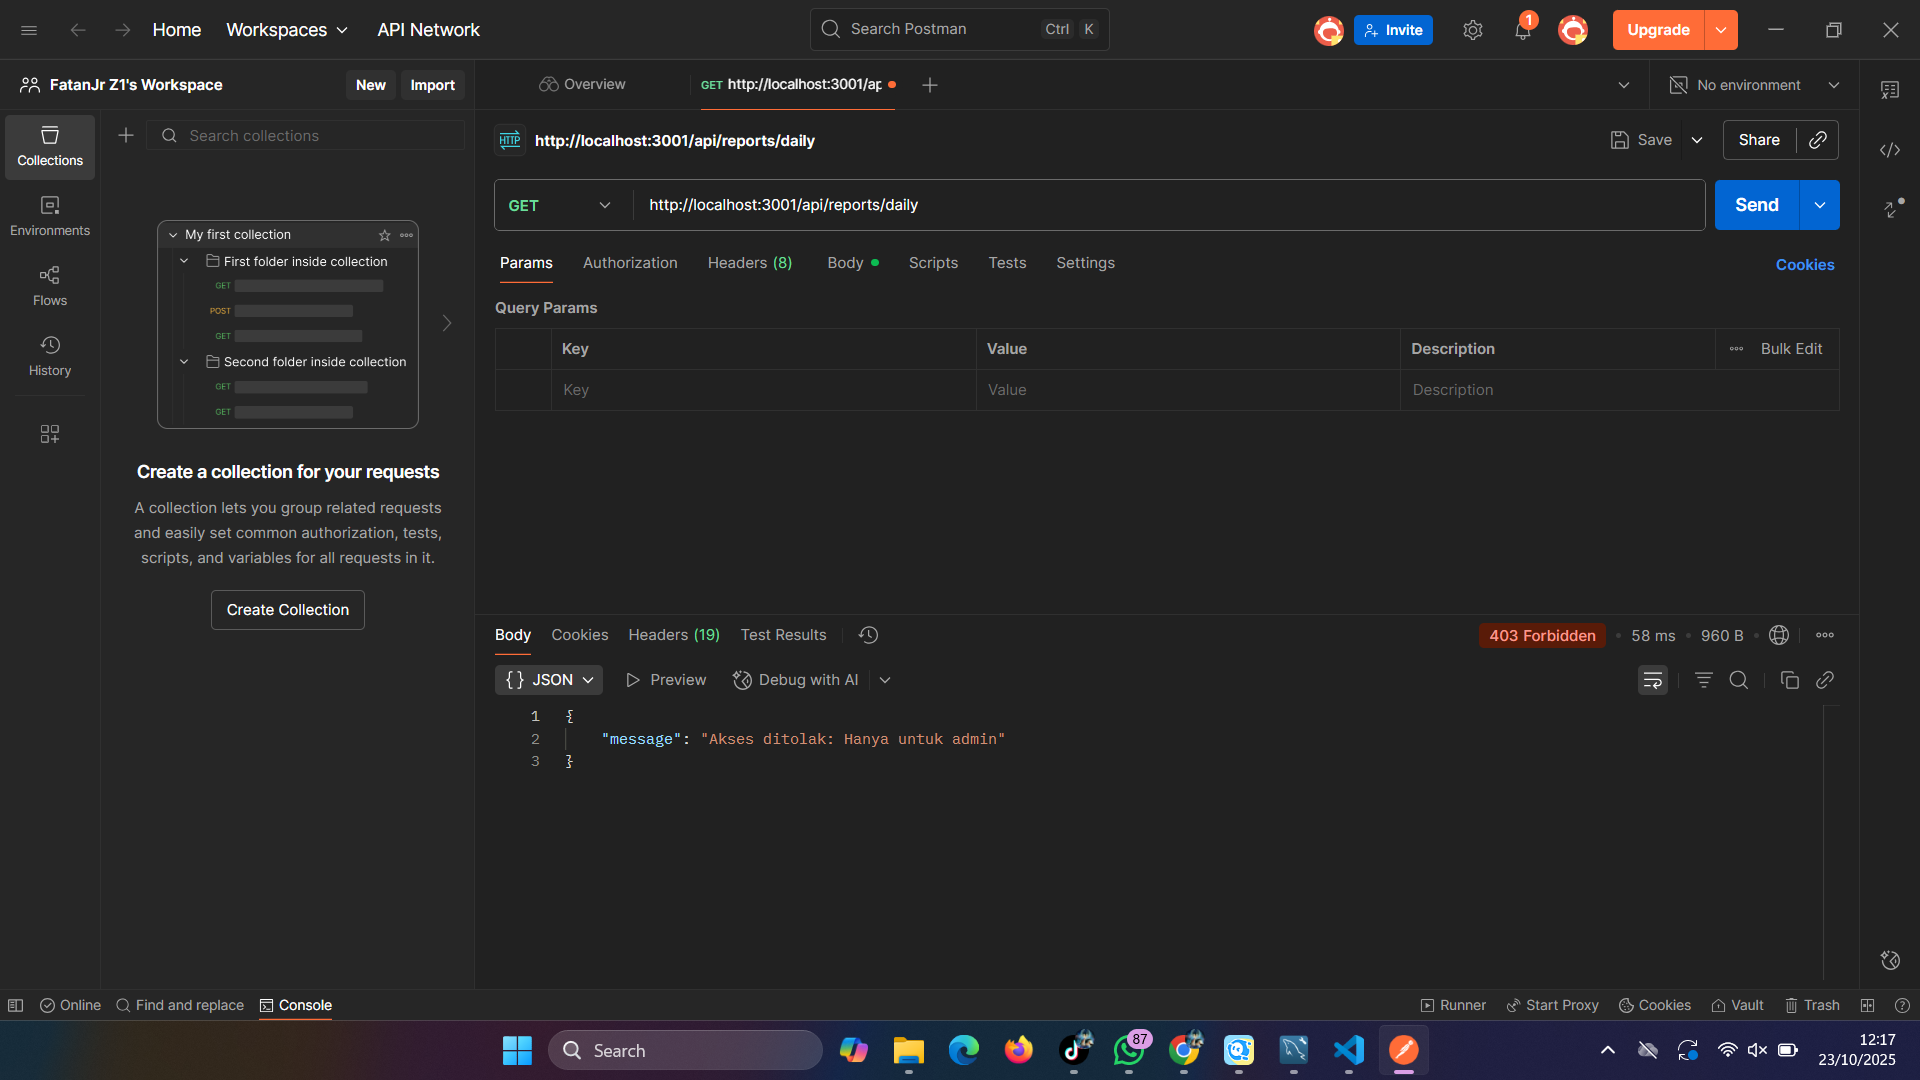 Home
Workspaces
API Network
Search Postman
Ctrl
K
Invite
1
Upgrade
FatanJr Z1's Workspace
New
Import
Overview
GET http://localhost:3001/ap
No environment
Collections
Environments
Flows
History
Search collections
My first collection
First folder inside collection
GET
POST
GET
Second folder inside collection
GET
GET
Create a collection for your requests
A collection lets you group related requests
and easily set common authorization, tests,
scripts, and variables for all requests in it.
Create Collection
HTTP
http://localhost:3001/api/reports/daily
Save
Share
GET
http://localhost:3001/api/reports/daily
Send
Params
Authorization
Headers (8)
Body
Scripts
Tests
Settings
Cookies
Query Params
Key
Value
Description
Bulk Edit
Key
Value
Description
Body
Cookies
Headers (19)
Test Results
403 Forbidden
58 ms
960 B
{} JSON
Preview
Debug with AI
1 {
2 "message": "Akses ditolak: Hanya untuk admin"
3 }
Online
Find and replace
Console
Runner
Start Proxy
Cookies
Vault
Trash
Search
87
12:17
23/10/2025